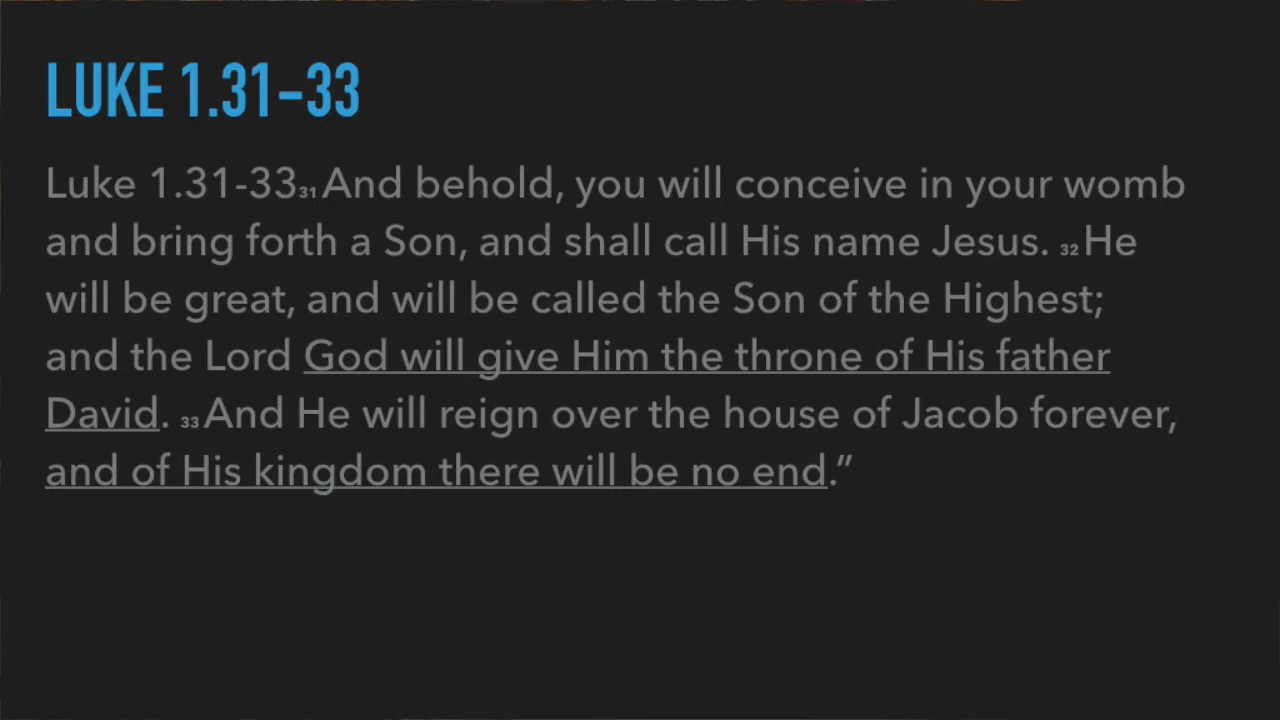 LUKE 1.31–33
Luke 1.31-33 31 And behold, you will conceive in your womb
and bring forth a Son, and shall call His name Jesus. 32 He
will be great, and will be called the Son of the Highest;
and the Lord God will give Him the throne of His father
David. 33 And He will reign over the house of Jacob forever,
and of His kingdom there will be no end.”